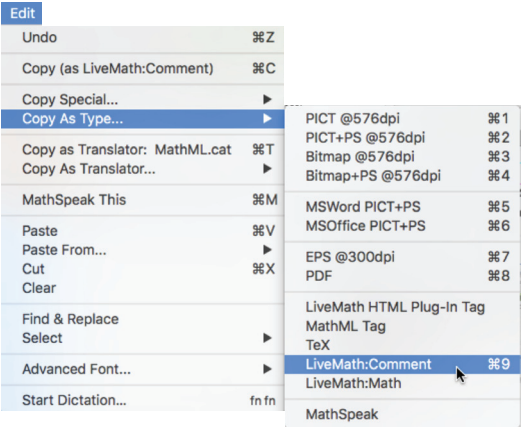 Edit
Undo ⌘Z
Copy (as LiveMath:Comment) ⌘C
Copy Special... ▶
Copy As Type... ▶
Copy as Translator: MathML.cat ⌘T
Copy As Translator... ▶
MathSpeak This ⌘M
Paste ⌘V
Paste From... ▶
Cut ⌘X
Clear
Find & Replace
Select ▶
Advanced Font... ▶
Start Dictation... fn fn
PICT @576dpi ⌘1
PICT+PS @576dpi ⌘2
Bitmap @576dpi ⌘3
Bitmap+PS @576dpi ⌘4
MSWord PICT+PS ⌘5
MSOffice PICT+PS ⌘6
EPS @300dpi ⌘7
PDF ⌘8
LiveMath HTML Plug-In Tag
MathML Tag
TeX
LiveMath:Comment ⌘9
LiveMath:Math
MathSpeak